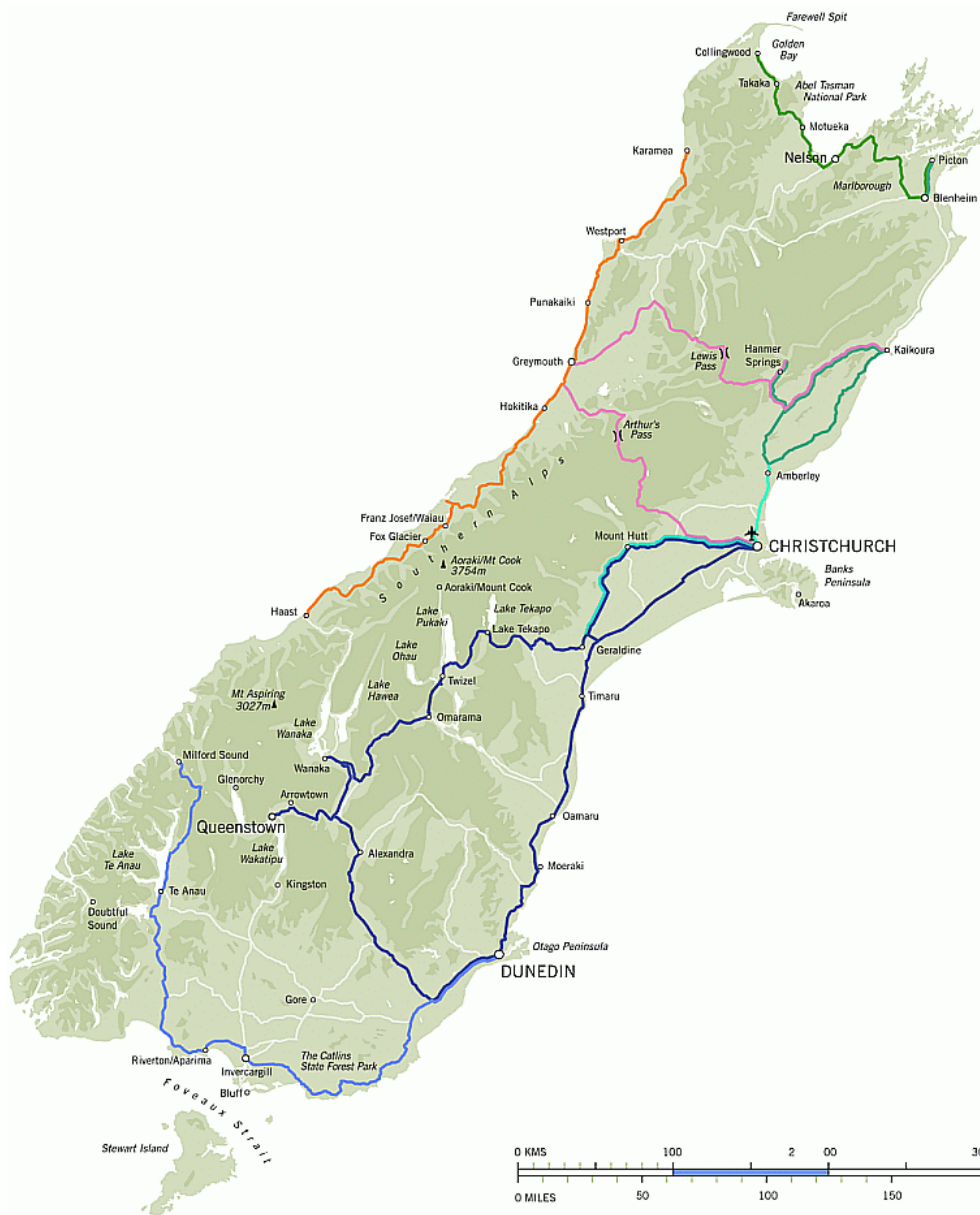 Farewell Spit
Collingwood
Golden
Bay
Takaka
Abel Tasman
National Park
Motueka
Karamea
Nelson
Picton
Marlborough
Blenheim
Westport
Punakaiki
Greymouth
Lewis
Pass
Hanmer
Springs
Kaikoura
Hokitika
Arthur's
Pass
Amberley
Southern Alps
Franz Josef/Waiau
Fox Glacier
Mount Hutt
CHRISTCHURCH
Aoraki/Mt Cook
3754m
Banks
Peninsula
Aoraki/Mount Cook
Akaroa
Haast
Lake
Pukaki
Lake Tekapo
Lake Tekapo
Lake
Ohau
Geraldine
Twizel
Lake
Hawea
Mt Aspiring
3027m
Timaru
Omarama
Lake
Wanaka
Milford Sound
Wanaka
Glenorchy
Arrowtown
Queenstown
Oamaru
Lake
Wakatipu
Alexandra
Lake
Te Anau
Moeraki
Te Anau
Kingston
Doubtful
Sound
Otago Peninsula
DUNEDIN
Gore
Riverton/Aparima
The Catlins
State Forest Park
Invercargill
Bluff
Foveaux Strait
Stewart Island
0 KMS 100 2 00 30
0 MILES 50 100 150